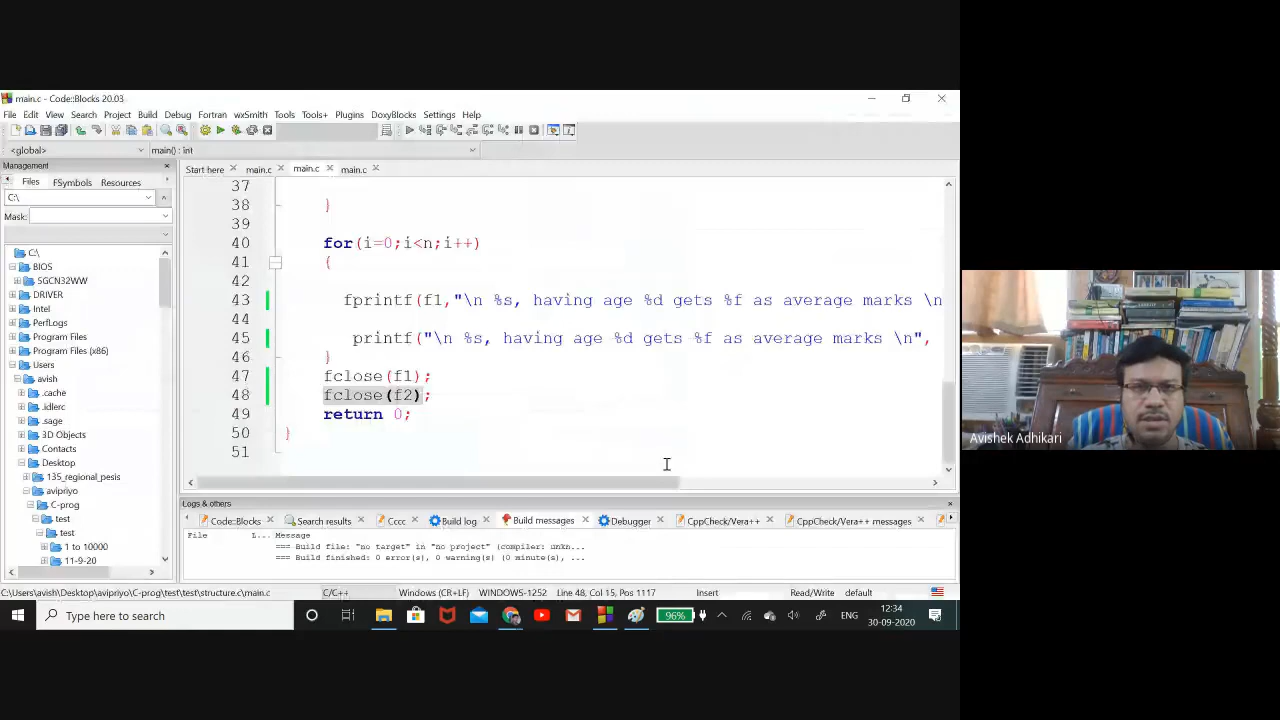 main.c - Code::Blocks 20.03
File Edit View Search Project Build Debug Fortran wxSmith Tools Tools+ Plugins DoxyBlocks Settings Help
<global> main() : int
Management
Files FSymbols Resources
Start here main.c main.c main.c
C:\
Mask:
C:\
BIOS
SGCN32WW
DRIVER
Intel
PerfLogs
Program Files
Program Files (x86)
Users
avish
.cache
.idlerc
.sq
3D Objects
Contacts
Desktop
135_regional_pesis
avipriyo
C-prog
test
test
1 to 10000
11-9-20
37
38 }
39
40 for(i=0;i<n;i++)
41 {
42
43 fprintf(f1,"\n %s, having age %d gets %f as average marks \n
44
45 printf("\n %s, having age %d gets %f as average marks \n",
46 }
47 fclose(f1);
48 fclose(f2);
49 return 0;
50 }
51
Logs & others
Code::Blocks Search results Cccc Build log Build messages Debugger CppCheck/Vera++ CppCheck/Vera++ messages
File L... Message
=== Build file: "no target" in "no project" (compiler: unkn...
=== Build finished: 0 error(s), 0 warning(s) (0 minute(s), ...
C:\Users\avish\Desktop\avipriyo\C-prog\test\test\structure.c\main.c C/C++ Windows (CR+LF) WINDOWS-1252 Line 48, Col 15, Pos 1117 Insert Read/Write default
Type here to search 96% ENG 12:34
30-09-2020
Avishek Adhikari